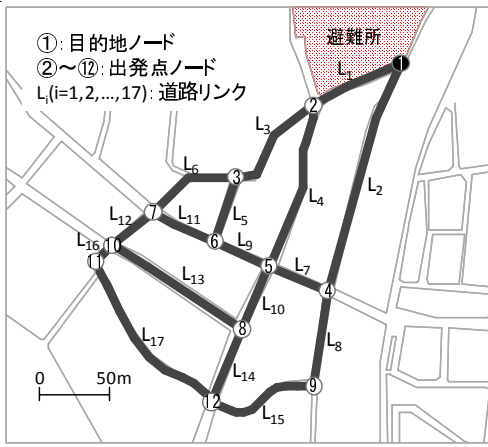 ①：目的地ノード
②～⑫：出発点ノード
Li(i=1,2,...,17)：道路リンク
避難所
L1
①
②
L3
L2
L6
③
L4
L12
⑦
L11
L5
⑥
L9
L16
⑩
⑪
L13
⑤
L7
④
L10
⑧
L8
L17
L14
⑨
0
50m
⑫
L15